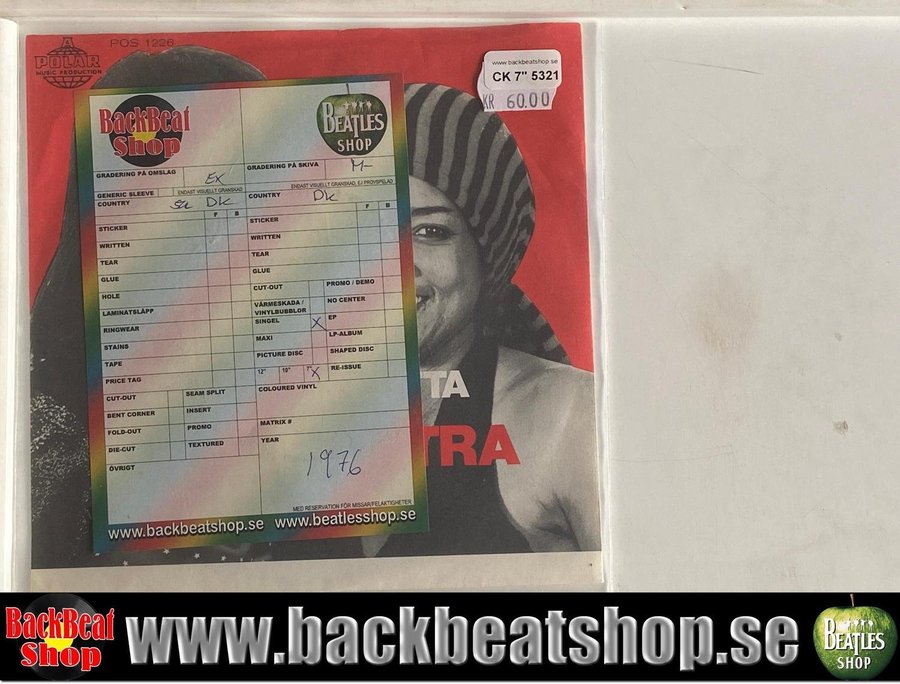 POS 1226
A
POLAR
MUSIC PRODUCTION
www.backbeatshop.se
CK 7" 5321
KR 60.00
BackBeat
Shop
BEATLES
SHOP
GRADERING PÅ OMSLAG EX
GRADERING PÅ SKIVA M-
ENDAST VISUELLT GRANSKAD
ENDAST VISUELLT GRANSKAD, EJ PROVSPELAD
GENERIC SLEEVE
COUNTRY Dk
COUNTRY Dk
F B
F B
STICKER
WRITTEN
TEAR
GLUE
HOLE
LAMINATSLÄPP
RINGWEAR
STAINS
TAPE
PRICE TAG
CUT-OUT
SEAM SPLIT
BENT CORNER
INSERT
FOLD-OUT
PROMO
DIE-CUT
TEXTURED
ÖVRIGT
STICKER
WRITTEN
TEAR
GLUE
CUT-OUT
PROMO / DEMO
VÄRMESKADA /
VINYLBUBBLOR
NO CENTER
SINGEL X
EP
MAXI
LP-ALBUM
PICTURE DISC
SHAPED DISC
12" 10" 7" X
RE-ISSUE
COLOURED VINYL
MATRIX #
YEAR
1976
MED RESERVATION FÖR MISSAR/FELAKTIGHETER
www.backbeatshop.se www.beatlesshop.se
TA
TRA
BackBeat
Shop
www.backbeatshop.se
BEATLES
SHOP